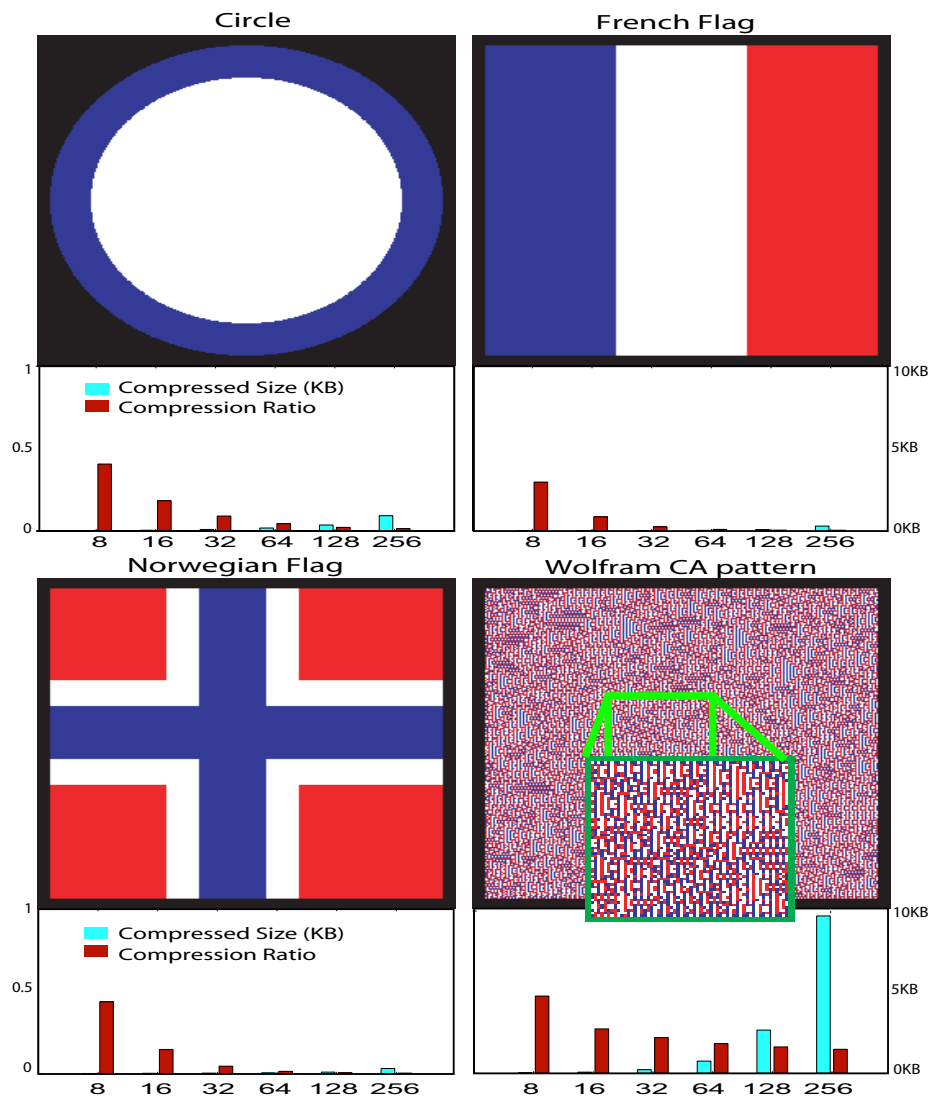 Circle
French Flag
1
0.5
0
Compressed Size (KB)
Compression Ratio
8 16 32 64 128 256
10KB
5KB
0KB
8 16 32 64 128 256
Norwegian Flag
Wolfram CA pattern
1
0.5
0
Compressed Size (KB)
Compression Ratio
8 16 32 64 128 256
10KB
5KB
0KB
8 16 32 64 128 256